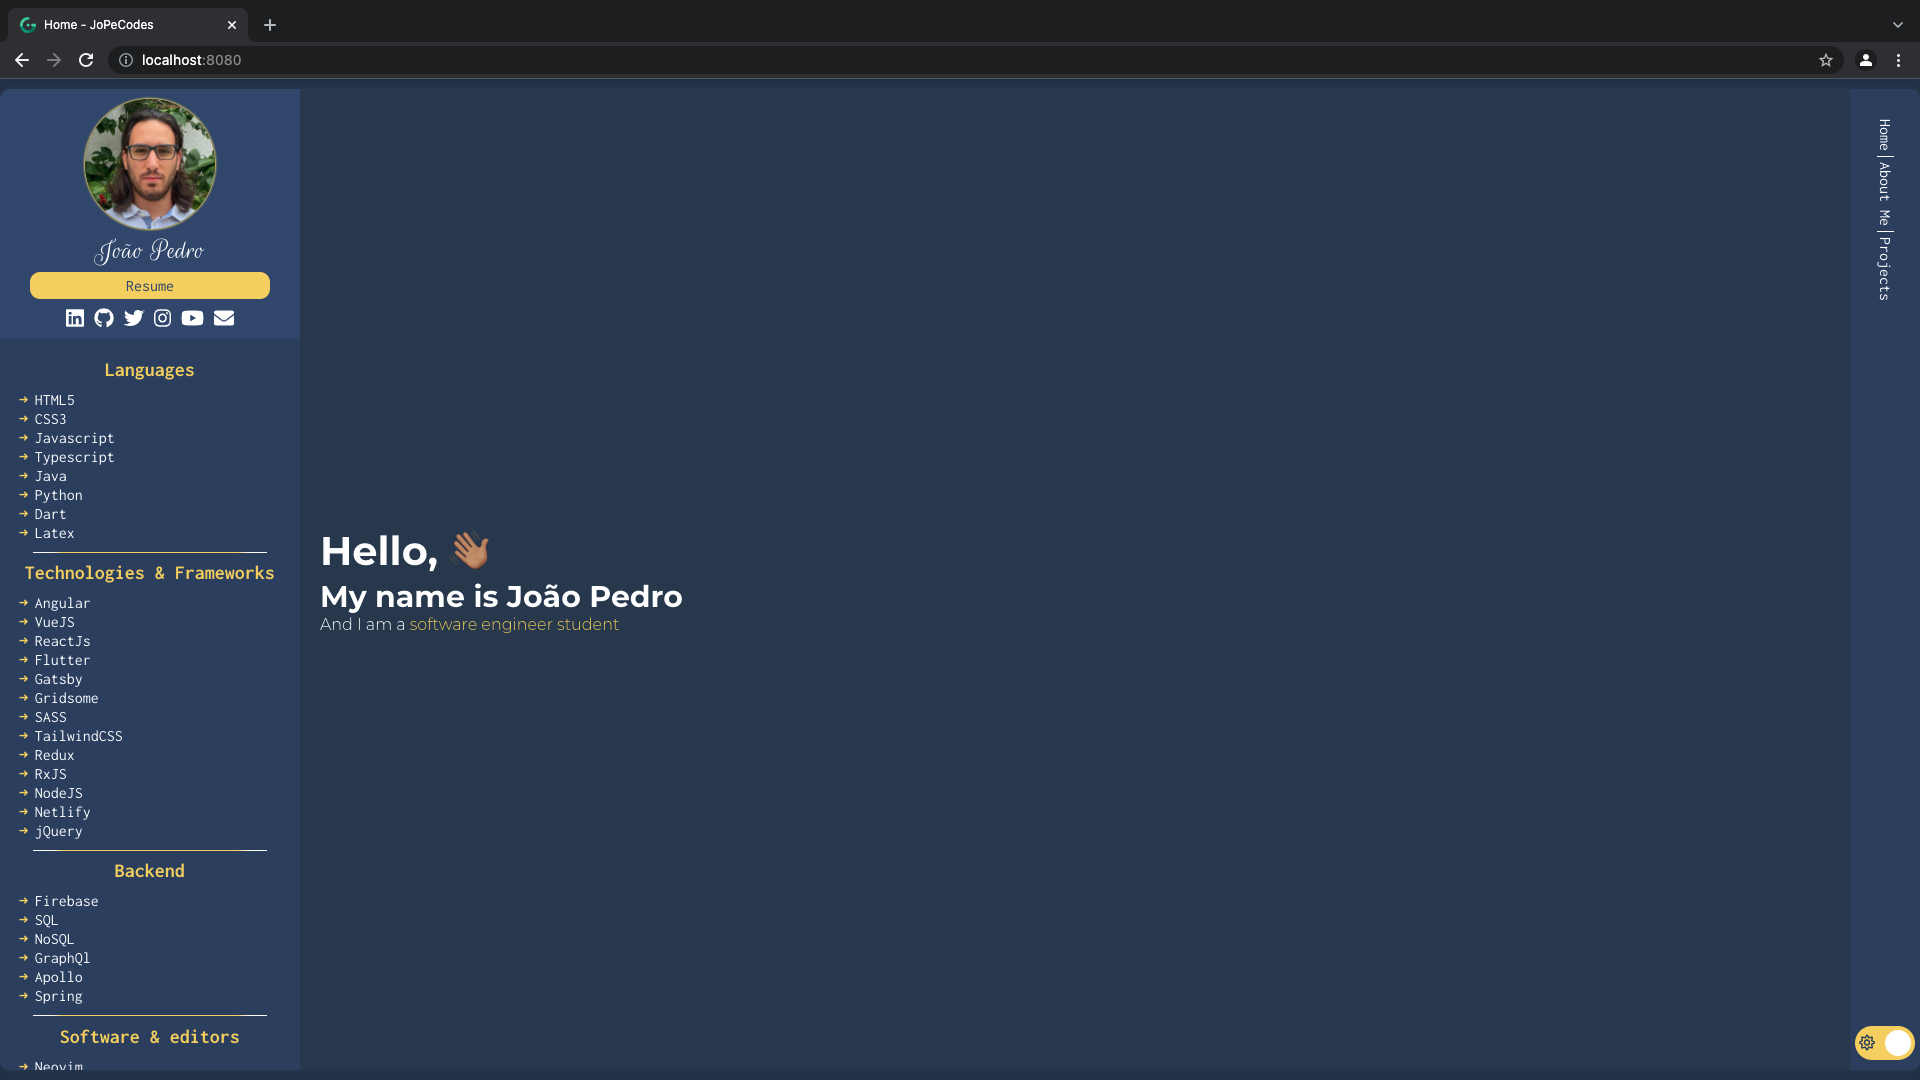 Home - JoPeCodes
localhost:8080
João Pedro
Resume
Languages
➜ HTML5
➜ CSS3
➜ Javascript
➜ Typescript
➜ Java
➜ Python
➜ Dart
➜ Latex
Technologies & Frameworks
➜ Angular
➜ VueJS
➜ ReactJs
➜ Flutter
➜ Gatsby
➜ Gridsome
➜ SASS
➜ TailwindCSS
➜ Redux
➜ RxJS
➜ NodeJS
➜ Netlify
➜ jQuery
Backend
➜ Firebase
➜ SQL
➜ NoSQL
➜ GraphQl
➜ Apollo
➜ Spring
Software & editors
➜ Neovim
Hello, 👋🏽
My name is João Pedro
And I am a software engineer student
Home | About Me | Projects